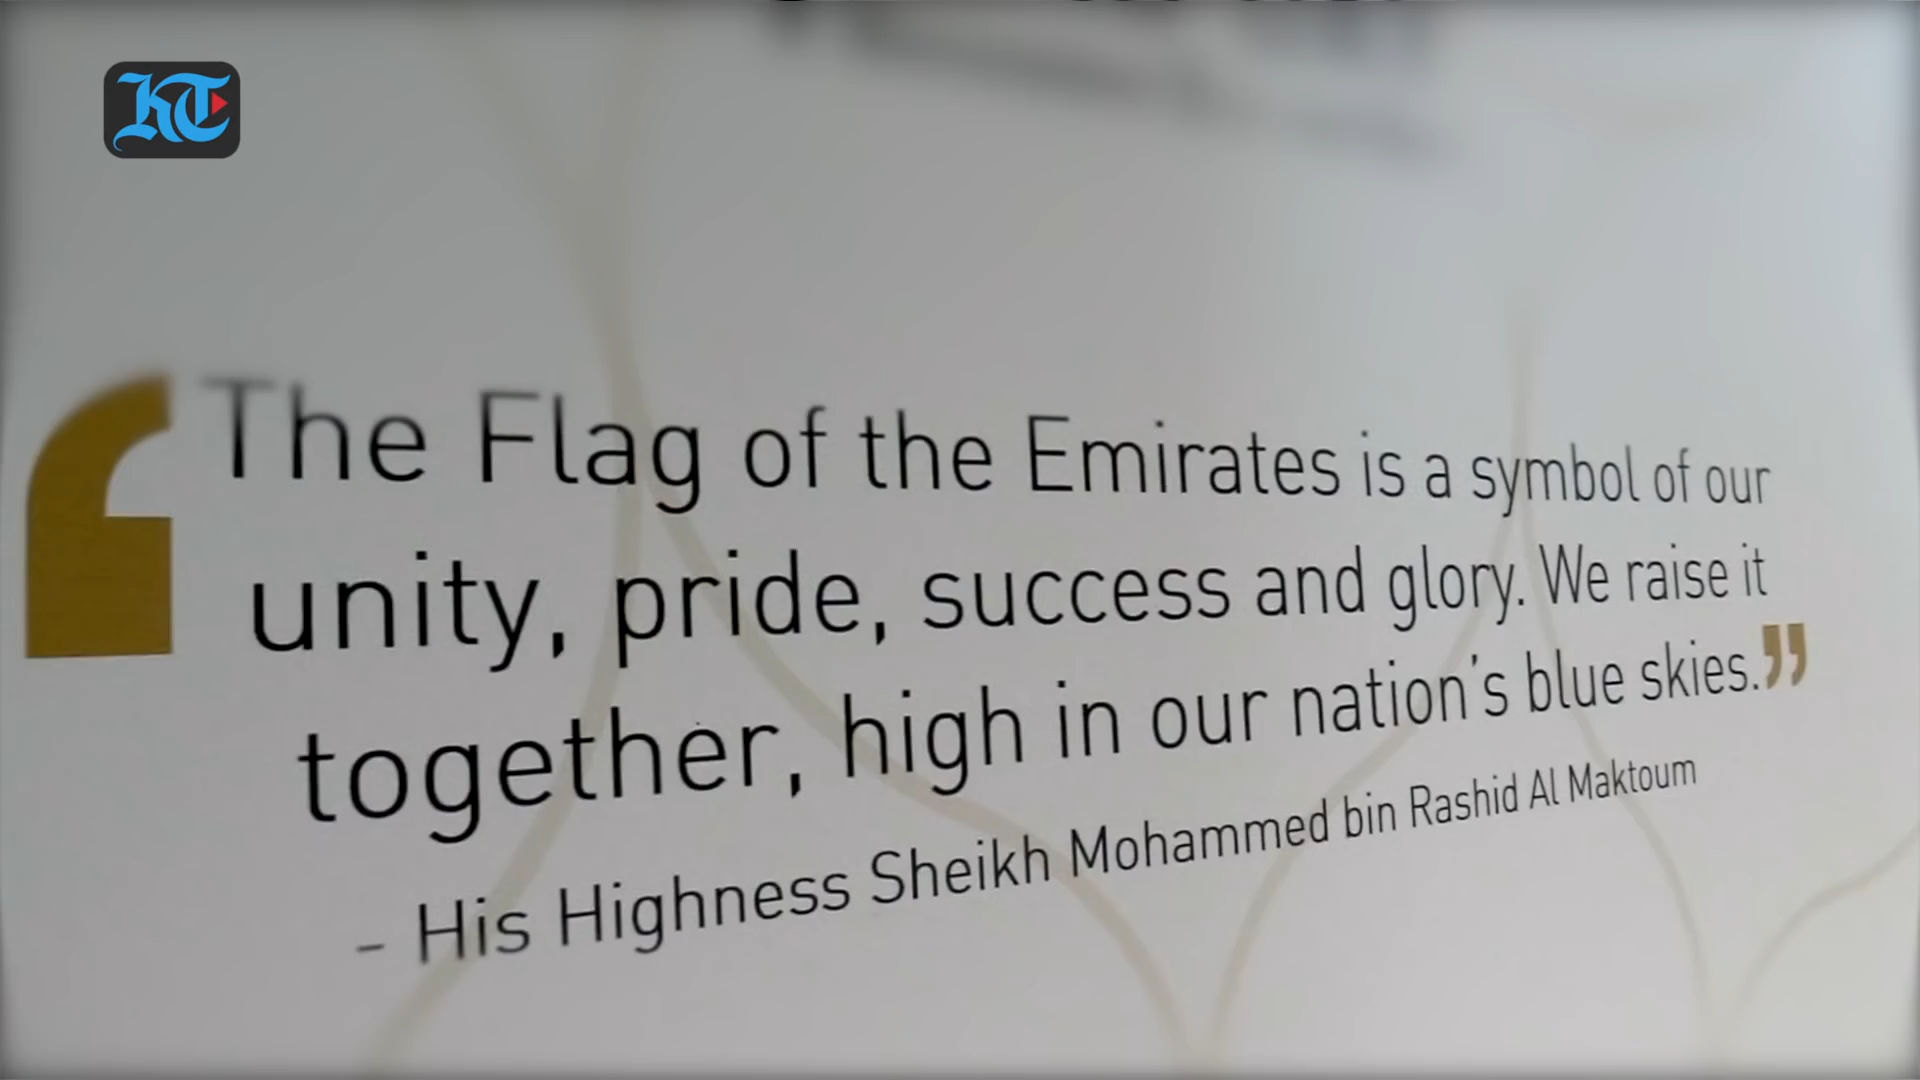 KT
The Flag of the Emirates is a symbol of our
unity, pride, success and glory. We raise it
together, high in our nation's blue skies.”
- His Highness Sheikh Mohammed bin Rashid Al Maktoum